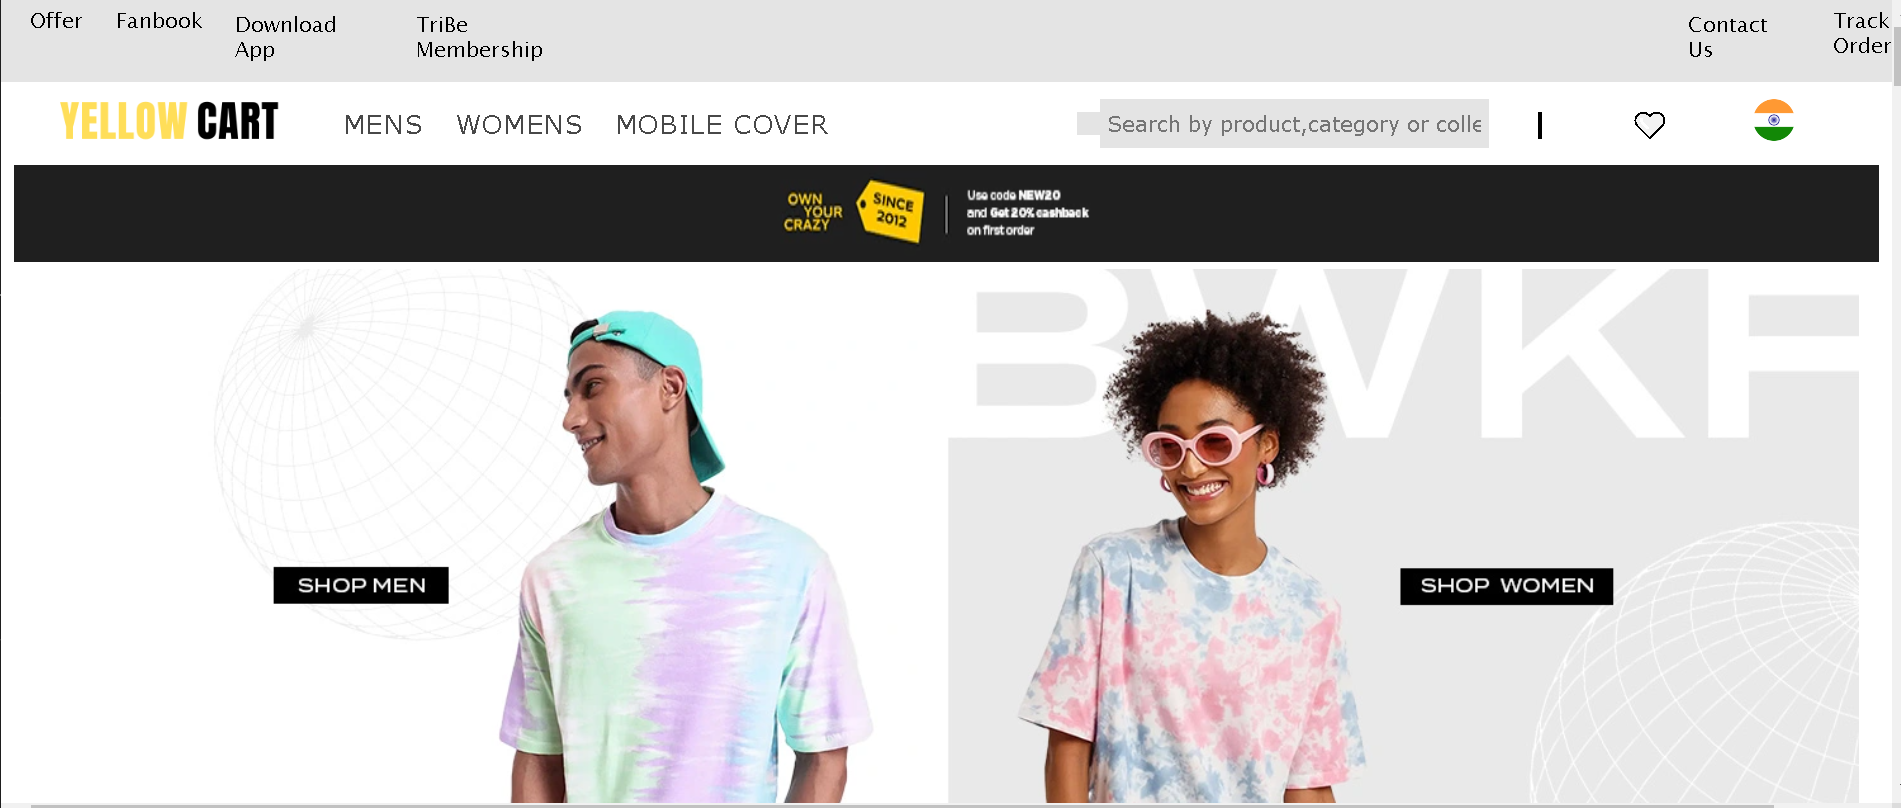 Offer
Fanbook
Download
App
TriBe
Membership
Contact
Us
Track
Order
YELLOW CART
MENS
WOMENS
MOBILE COVER
Search by product,category or colle
OWN
YOUR
CRAZY
SINCE
2012
Use code NEW20
and Get 20% cashback
on first order
BWKF
SHOP MEN
SHOP WOMEN